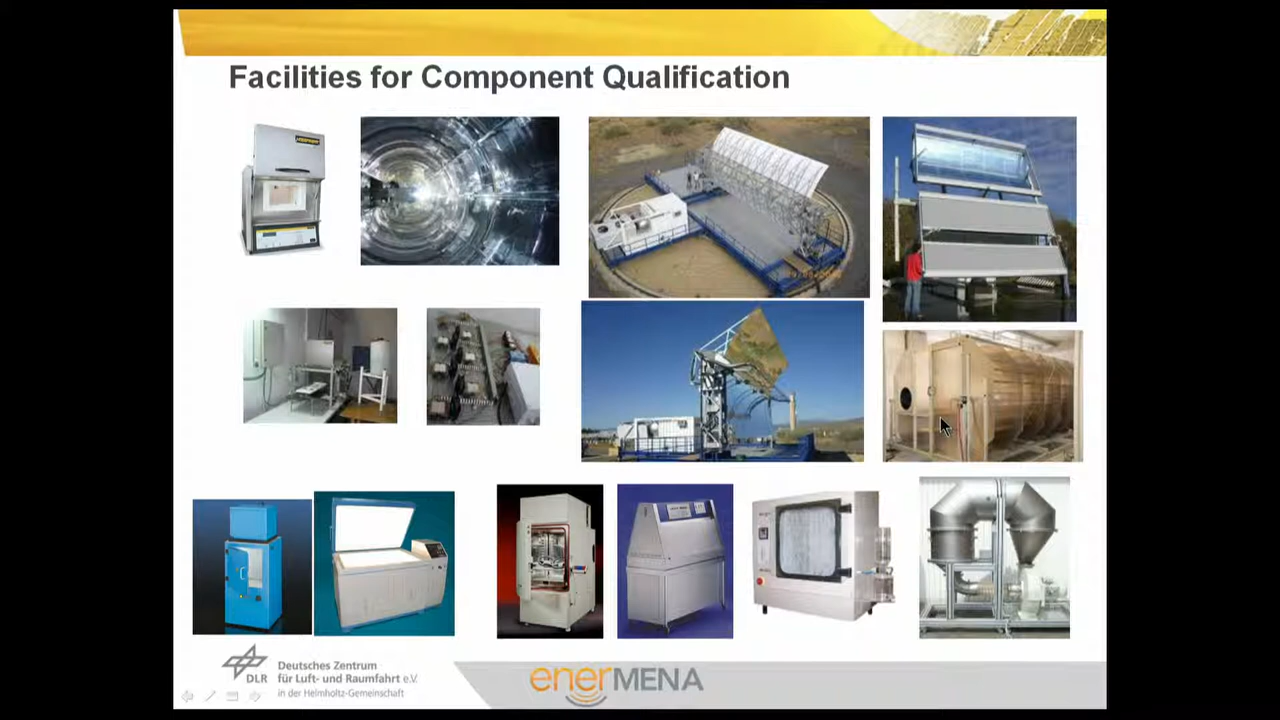 Facilities for Component Qualification
DLR
Deutsches Zentrum
für Luft- und Raumfahrt e.V.
in der Helmholtz-Gemeinschaft
enerMENA